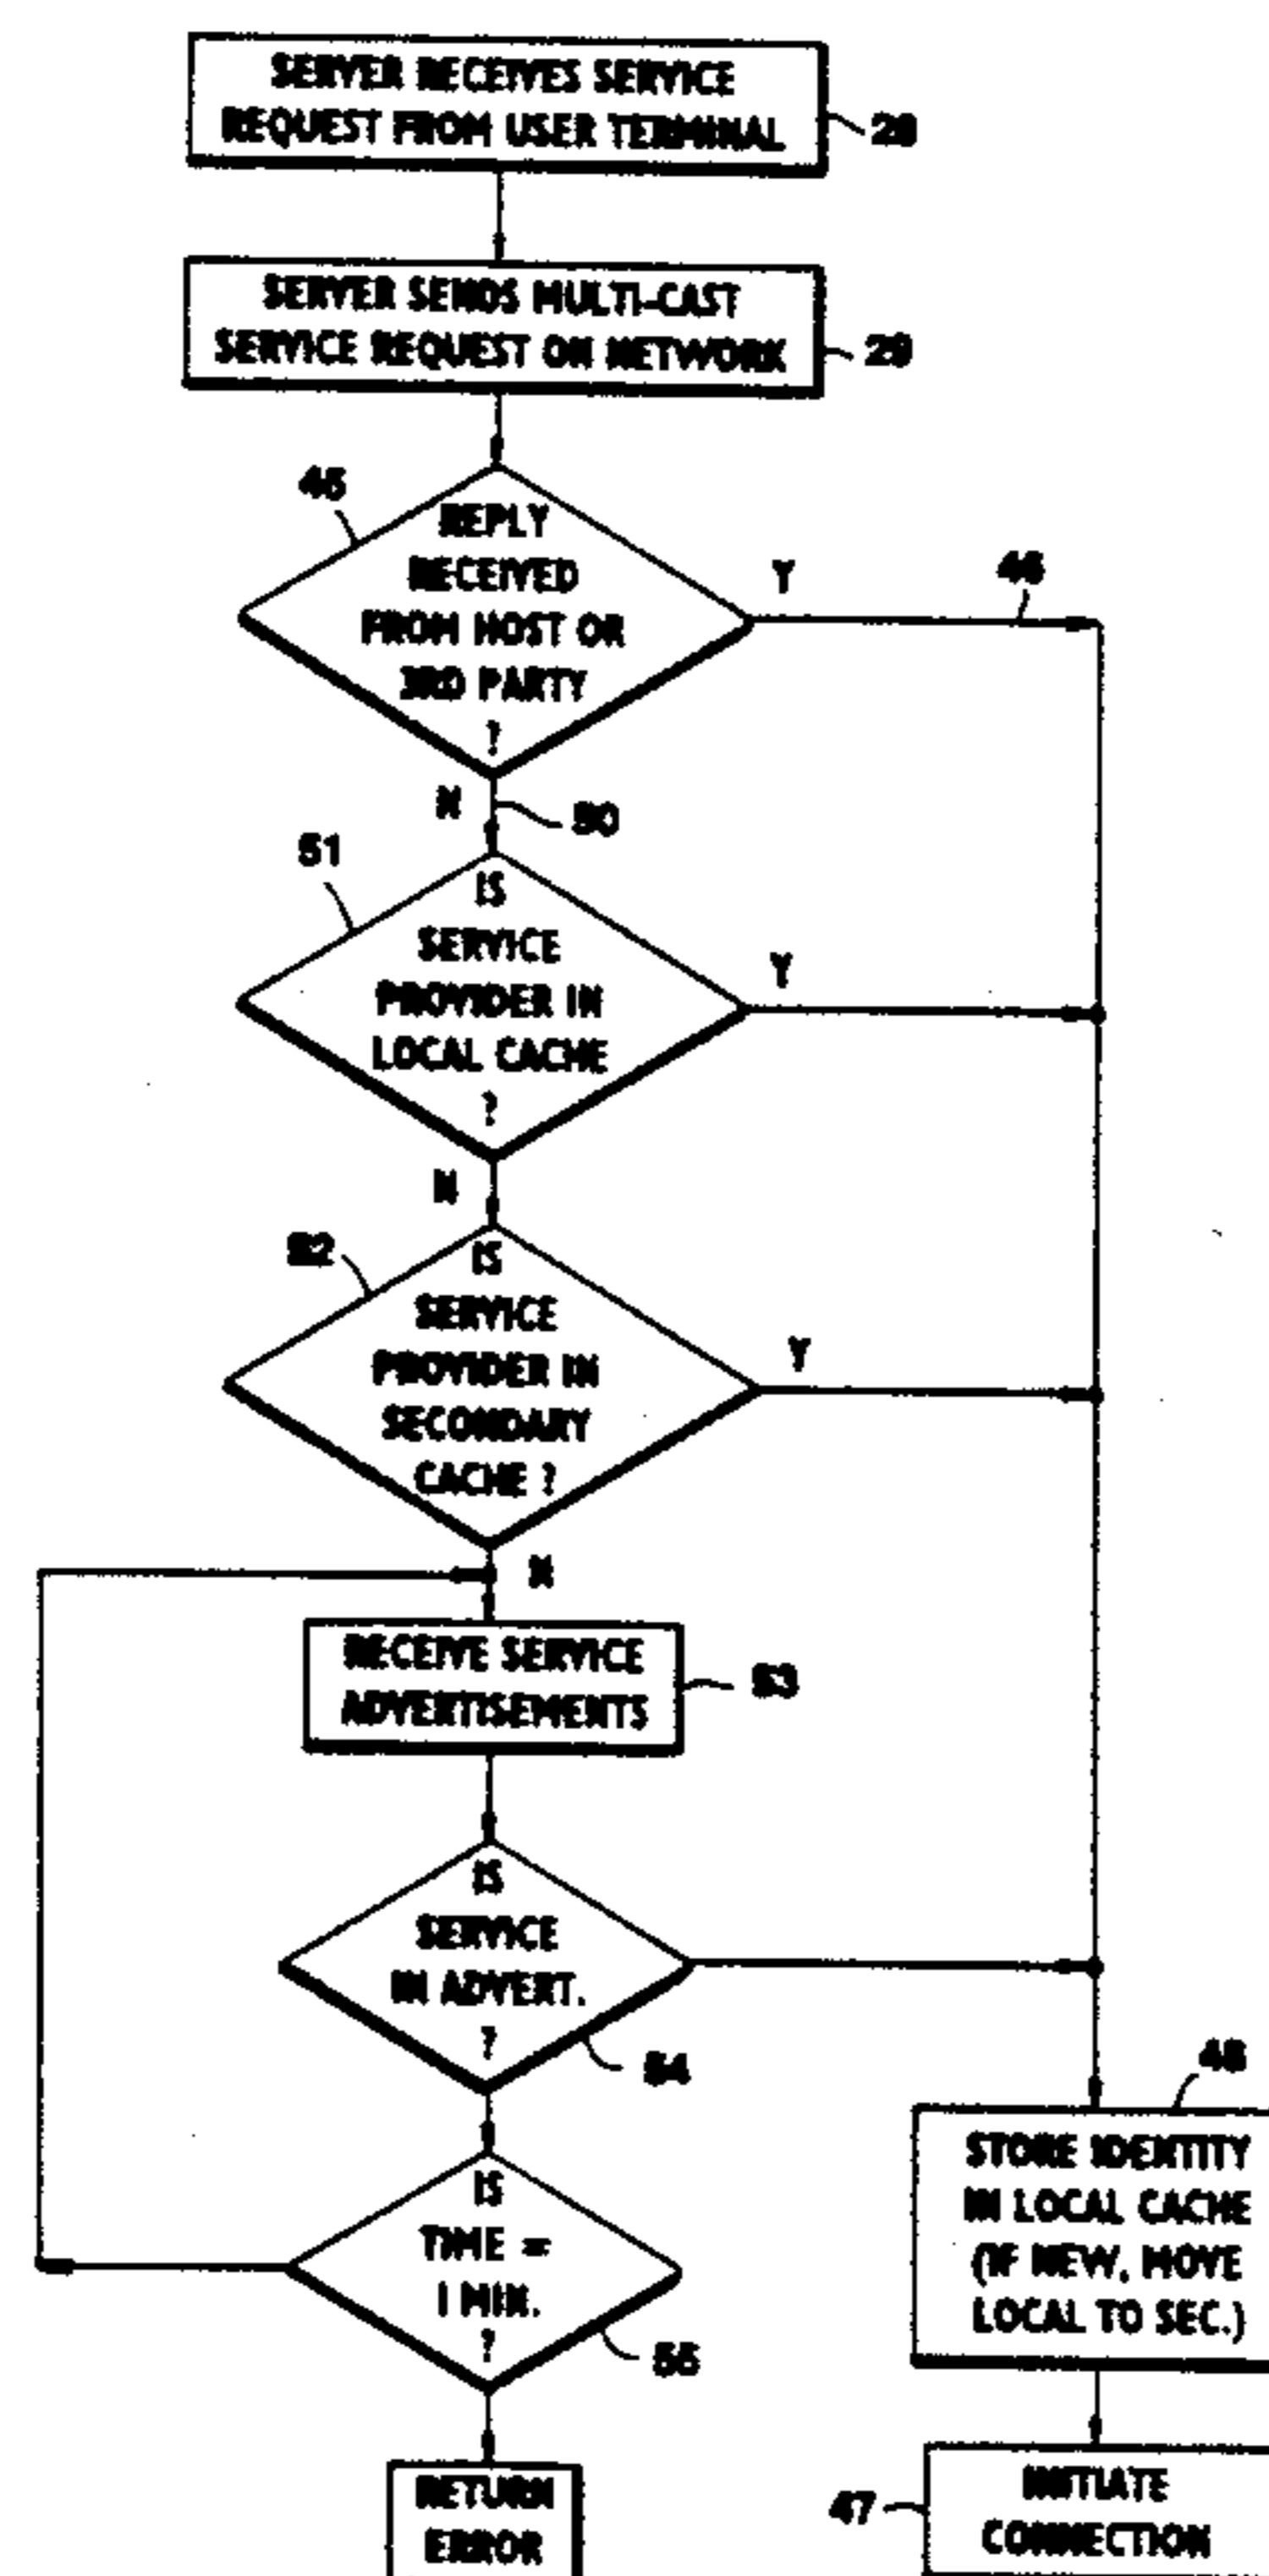 SERVER RECEIVES SERVICE
REQUEST FROM USER TERMINAL
28
SERVER SENDS MULTI-CAST
SERVICE REQUEST ON NETWORK
29
45
REPLY
RECEIVED
FROM HOST OR
3RD PARTY
?
Y
46
N
50
51
IS
SERVICE
PROVIDER IN
LOCAL CACHE
?
Y
N
52
IS
SERVICE
PROVIDER IN
SECONDARY
CACHE ?
Y
N
RECEIVE SERVICE
ADVERTISEMENTS
53
IS
SERVICE
IN ADVERT.
?
54
48
STORE IDENTITY
IN LOCAL CACHE
(IF NEW, MOVE
LOCAL TO SEC.)
IS
TIME =
1 MIN.
?
55
RETURN
ERROR
47
INITIATE
CONNECTION